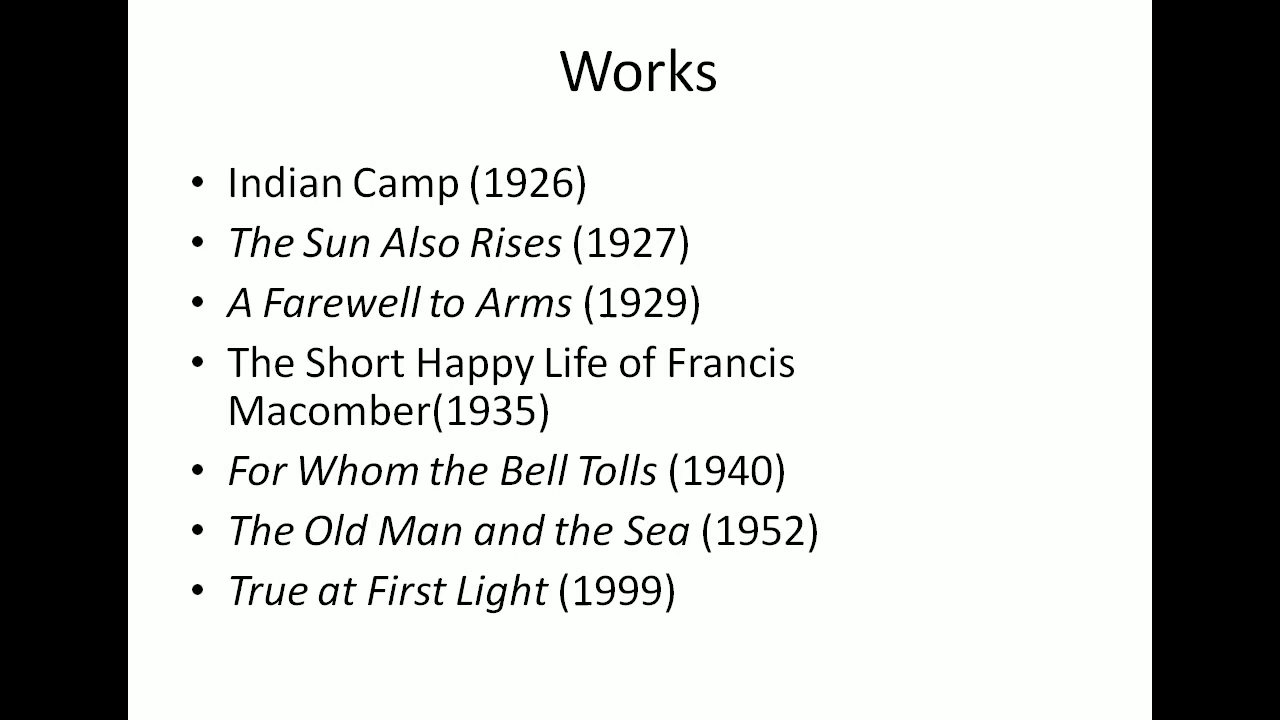 Works
• Indian Camp (1926)
• The Sun Also Rises (1927)
• A Farewell to Arms (1929)
• The Short Happy Life of Francis
Macomber(1935)
• For Whom the Bell Tolls (1940)
• The Old Man and the Sea (1952)
• True at First Light (1999)